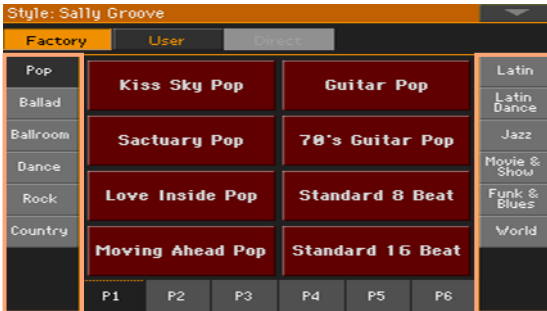 Style: Sally Groove
Factory User Direct
Pop
Ballad
Ballroom
Dance
Rock
Country
Kiss Sky Pop
Guitar Pop
Sactuary Pop
70's Guitar Pop
Love Inside Pop
Standard 8 Beat
Moving Ahead Pop
Standard 16 Beat
Latin
Latin
Dance
Jazz
Movie &
Show
Funk &
Blues
World
P1 P2 P3 P4 P5 P6